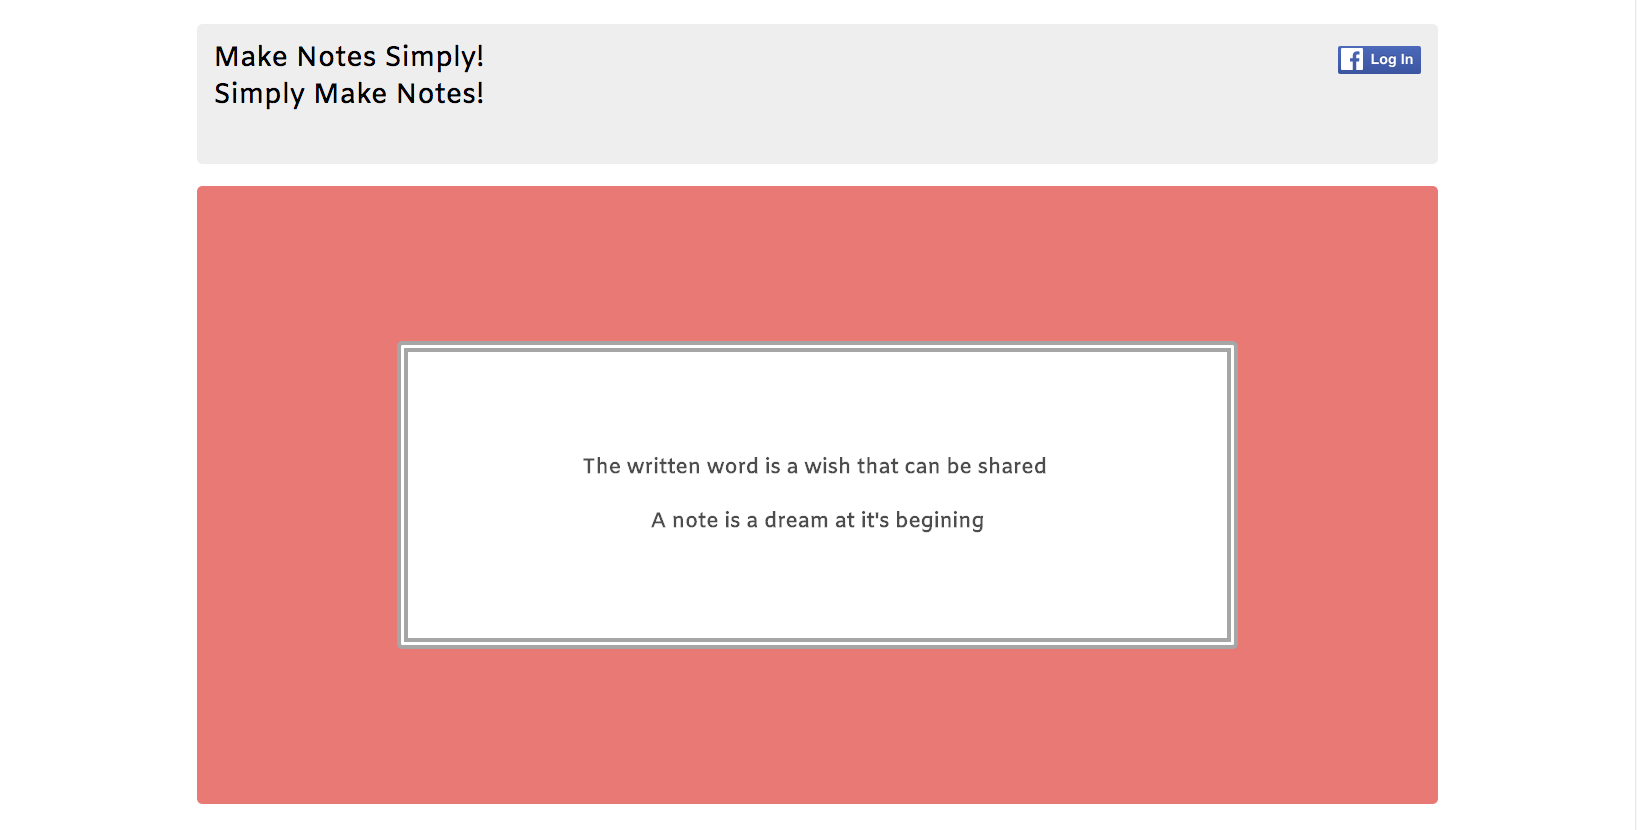 Make Notes Simply!
Simply Make Notes!
Log In
The written word is a wish that can be shared
A note is a dream at it's begining